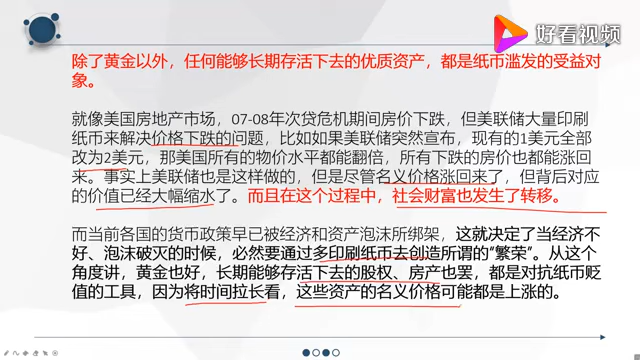 好看视频
除了黄金以外，任何能够长期存活下去的优质资产，都是纸币滥发的受益对
象。
就像美国房地产市场，07-08年次贷危机期间房价下跌，但美联储大量印刷
纸币来解决价格下跌的问题，比如如果美联储突然宣布，现有的1美元全部
改为2美元，那美国所有的物价水平都能翻倍，所有下跌的房价也都能涨回
来。事实上美联储也是这样做的，但是尽管名义价格涨回来了，但背后对应
的价值已经大幅缩水了。而且在这个过程中，社会财富也发生了转移。
而当前各国的货币政策早已被经济和资产泡沫所绑架，这就决定了当经济不
好、泡沫破灭的时候，必然要通过多印刷纸币去创造所谓的“繁荣”。从这个
角度讲，黄金也好，长期能够存活下去的股权、房产也罢，都是对抗纸币贬
值的工具，因为将时间拉长看，这些资产的名义价格可能都是上涨的。